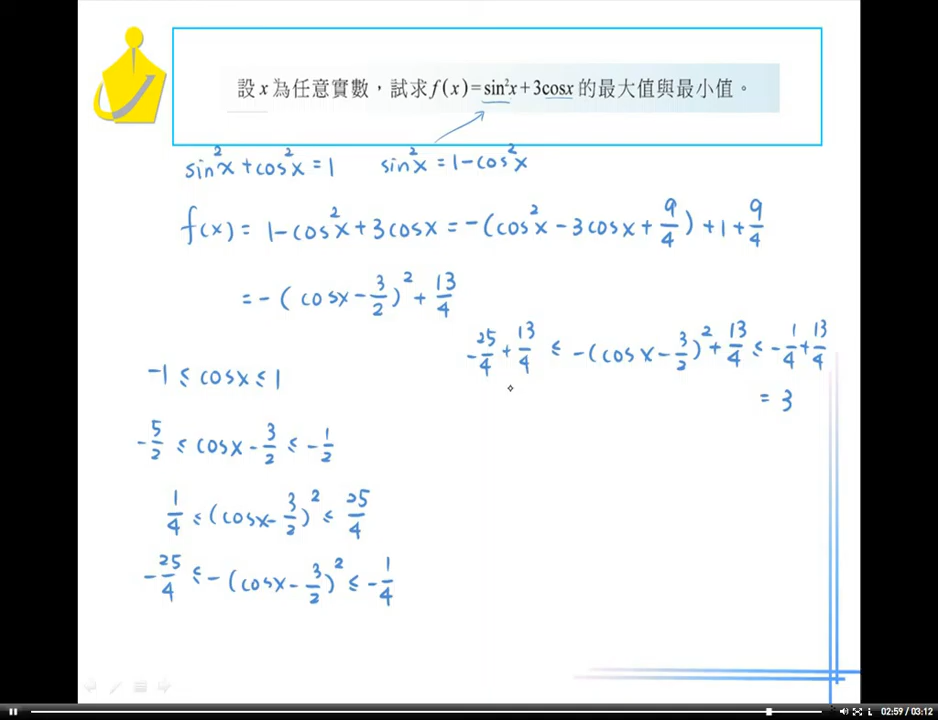 設 x 為任意實數，試求 f(x)=sin²x+3cosx 的最大值與最小值。
sin²x+cos²x=1 sin²x=1-cos²x
f(x)= 1-cos²x+3cosx = -(cos²x-3cosx+9/4)+1+9/4
= -(cosx-3/2)²+13/4
-25/4+13/4 ≤ -(cosx-3/2)²+13/4 ≤ -1/4+13/4
= 3
-1 ≤ cosx ≤ 1
-5/2 ≤ cosx-3/2 ≤ -1/2
1/4 ≤ (cosx-3/2)² ≤ 25/4
-25/4 ≤ -(cosx-3/2)² ≤ -1/4
02:59 / 03:12